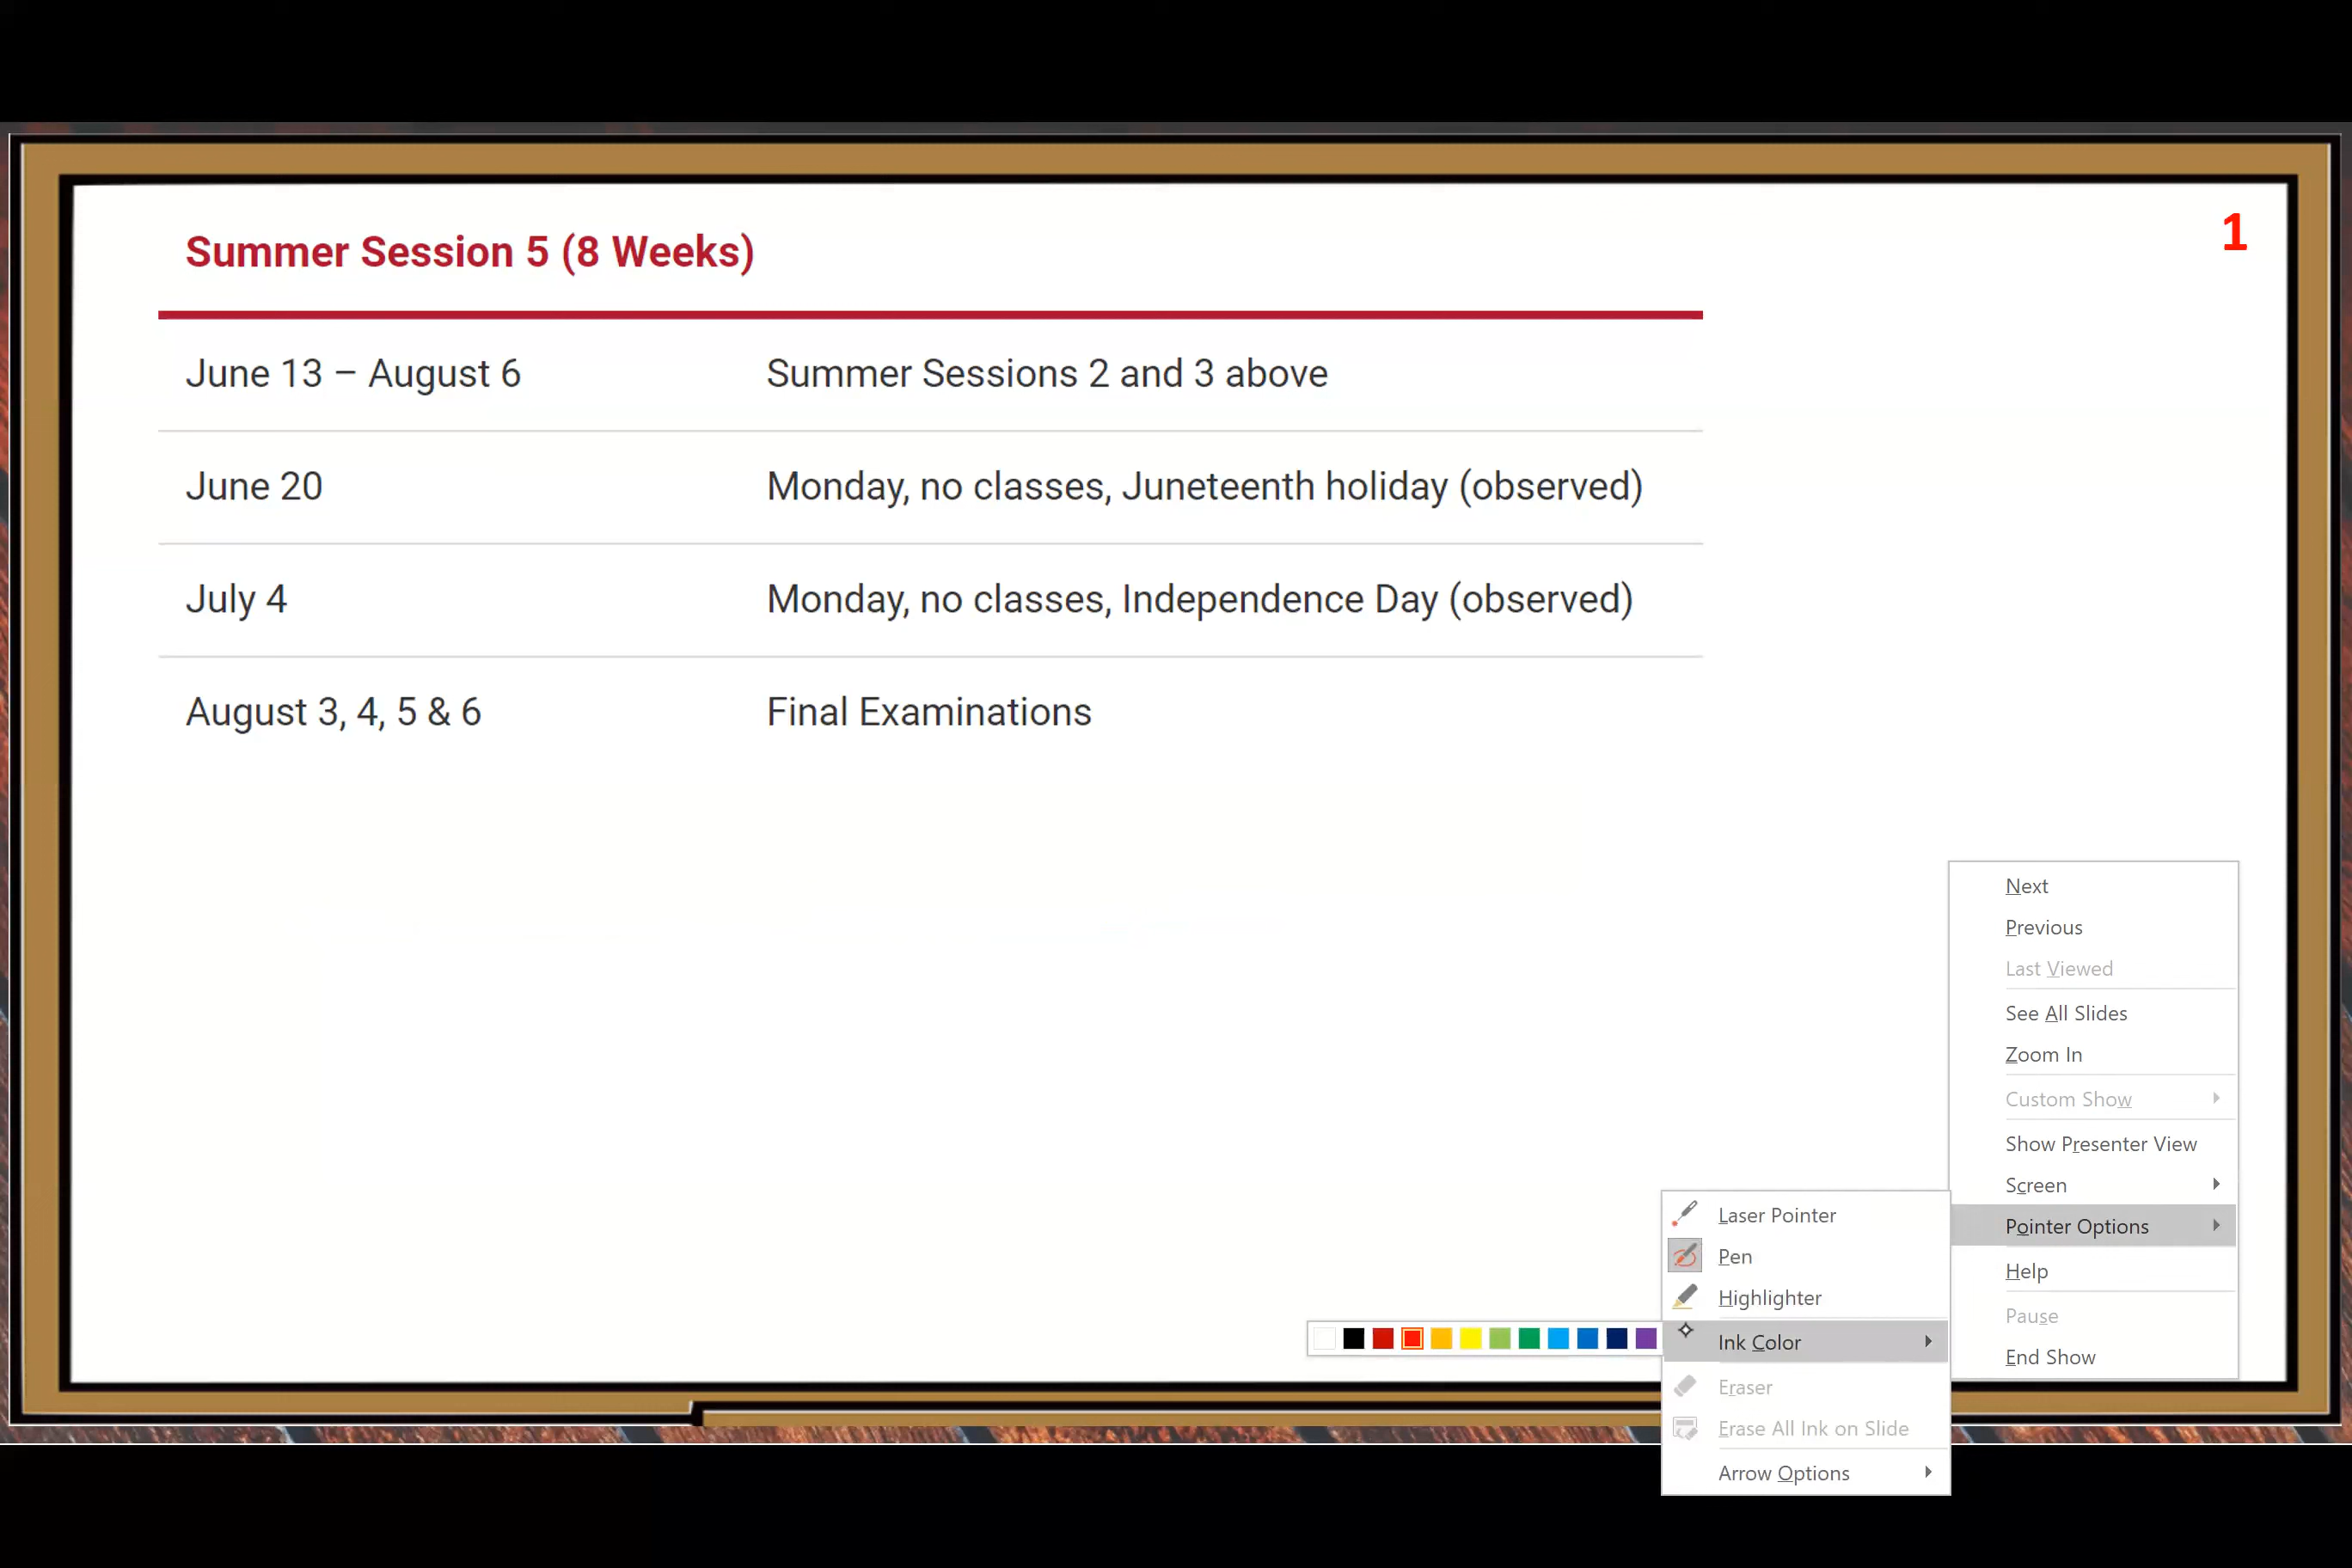 1
Summer Session 5 (8 Weeks)
June 13 – August 6 Summer Sessions 2 and 3 above
June 20 Monday, no classes, Juneteenth holiday (observed)
July 4 Monday, no classes, Independence Day (observed)
August 3, 4, 5 & 6 Final Examinations
Next
Previous
Last Viewed
See All Slides
Zoom In
Custom Show
Show Presenter View
Screen
Pointer Options
Help
Pause
End Show
Laser Pointer
Pen
Highlighter
Ink Color
Eraser
Erase All Ink on Slide
Arrow Options